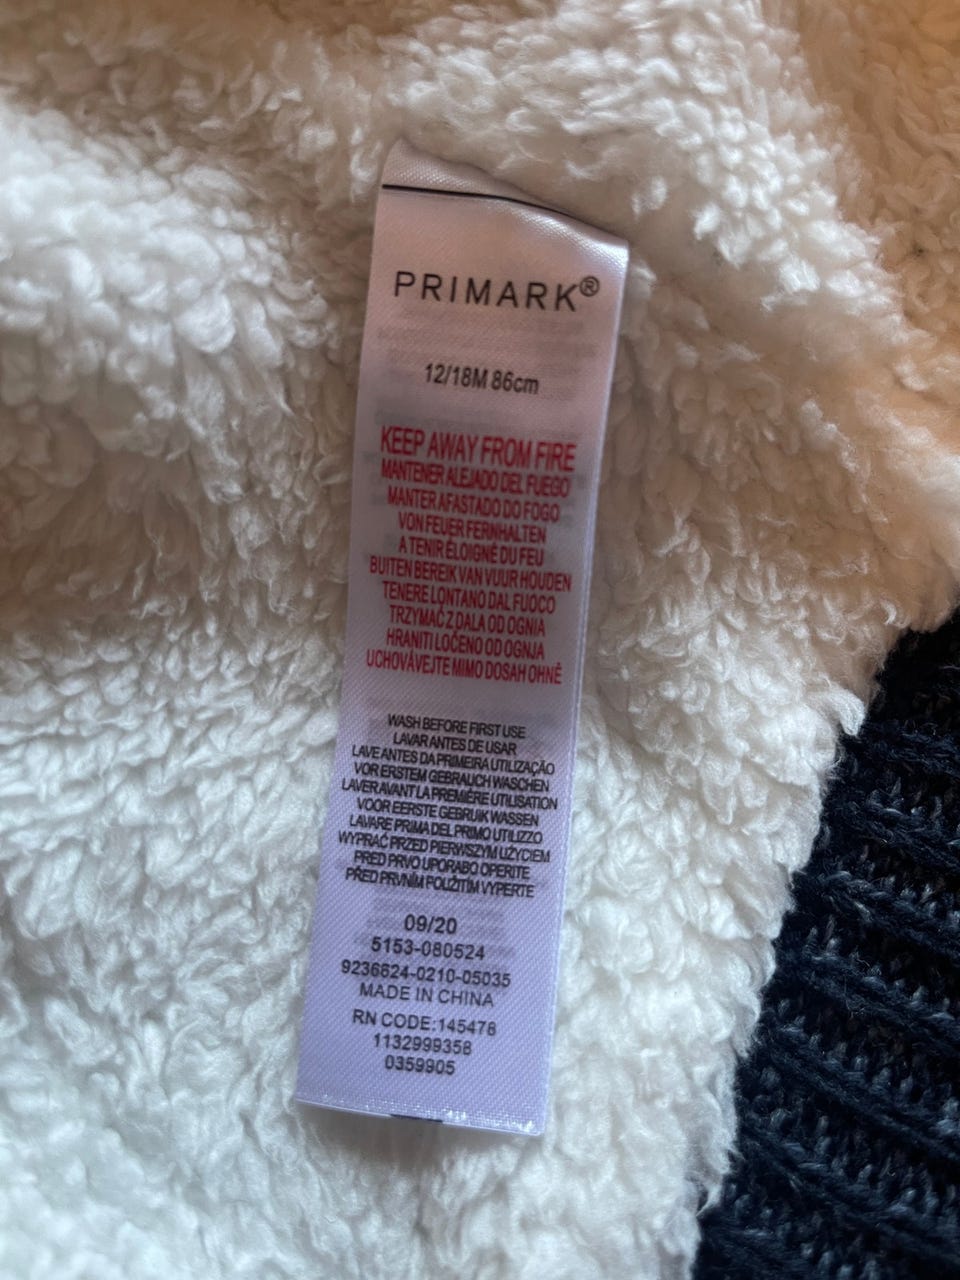 PRIMARK®
12/18M 86cm
KEEP AWAY FROM FIRE
MANTENER ALEJADO DEL FUEGO
MANTER AFASTADO DO FOGO
VON FEUER FERNHALTEN
A TENIR ÉLOIGNÉ DU FEU
BUITEN BEREIK VAN VUUR HOUDEN
TENERE LONTANO DAL FUOCO
TRZYMAĆ Z DALA OD OGNIA
HRANITI LOČENO OD OGNJA
UCHOVÁVEJTE MIMO DOSAH OHNĚ
WASH BEFORE FIRST USE
LAVAR ANTES DE USAR
LAVE ANTES DA PRIMEIRA UTILIZAÇÃO
VOR ERSTEM GEBRAUCH WASCHEN
LAVER AVANT LA PREMIÈRE UTILISATION
VOOR EERSTE GEBRUIK WASSEN
LAVARE PRIMA DEL PRIMO UTILIZZO
WYPRAĆ PRZED PIERWSZYM UŻYCIEM
PRED PRVO UPORABO OPERITE
PŘED PRVNÍM POUŽITÍM VYPERTE
09/20
5153-080524
9236624-0210-05035
MADE IN CHINA
RN CODE:145478
1132999358
0359905